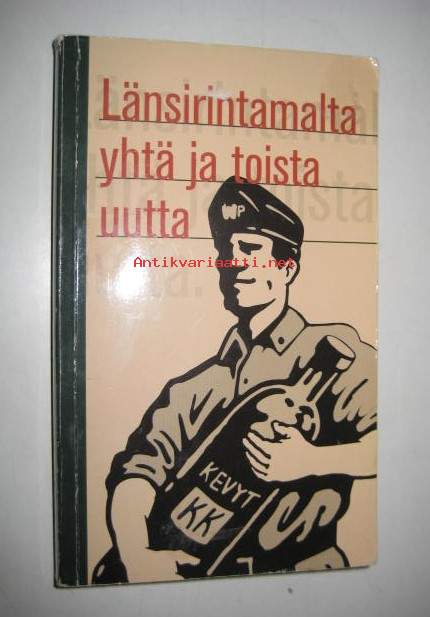 Länsirintamalta
yhtä ja toista
uutta
WP
Antikvariaatti.net
KEVYT
KK